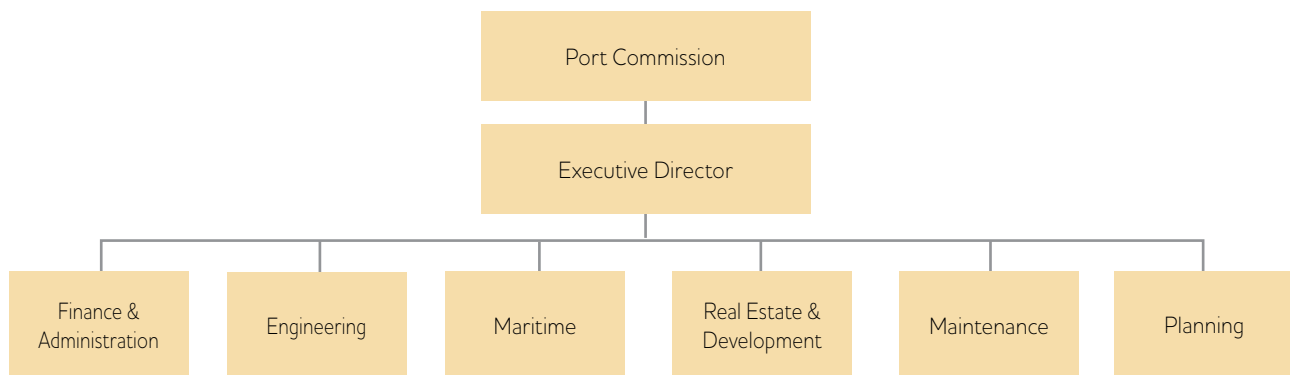 Port Commission
Executive Director
Finance &
Administration
Engineering
Maritime
Real Estate &
Development
Maintenance
Planning